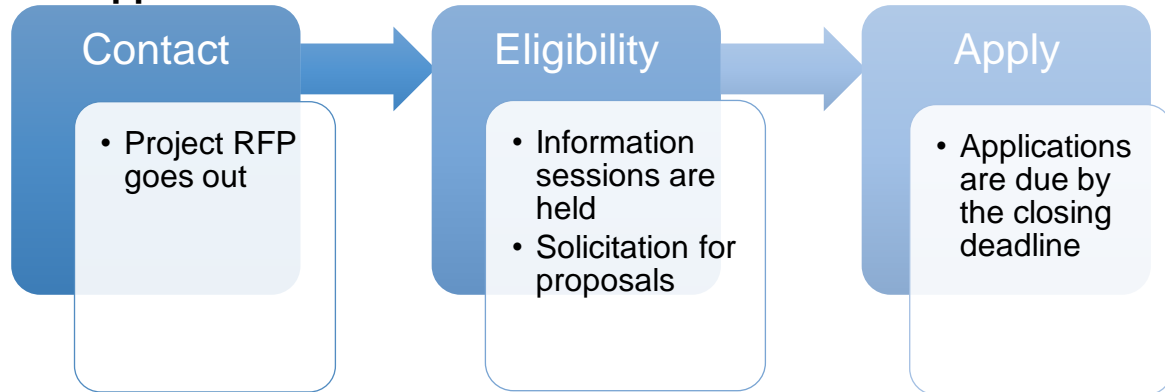 Contact
• Project RFP
goes out
Eligibility
• Information
sessions are
held
• Solicitation for
proposals
Apply
• Applications
are due by
the closing
deadline